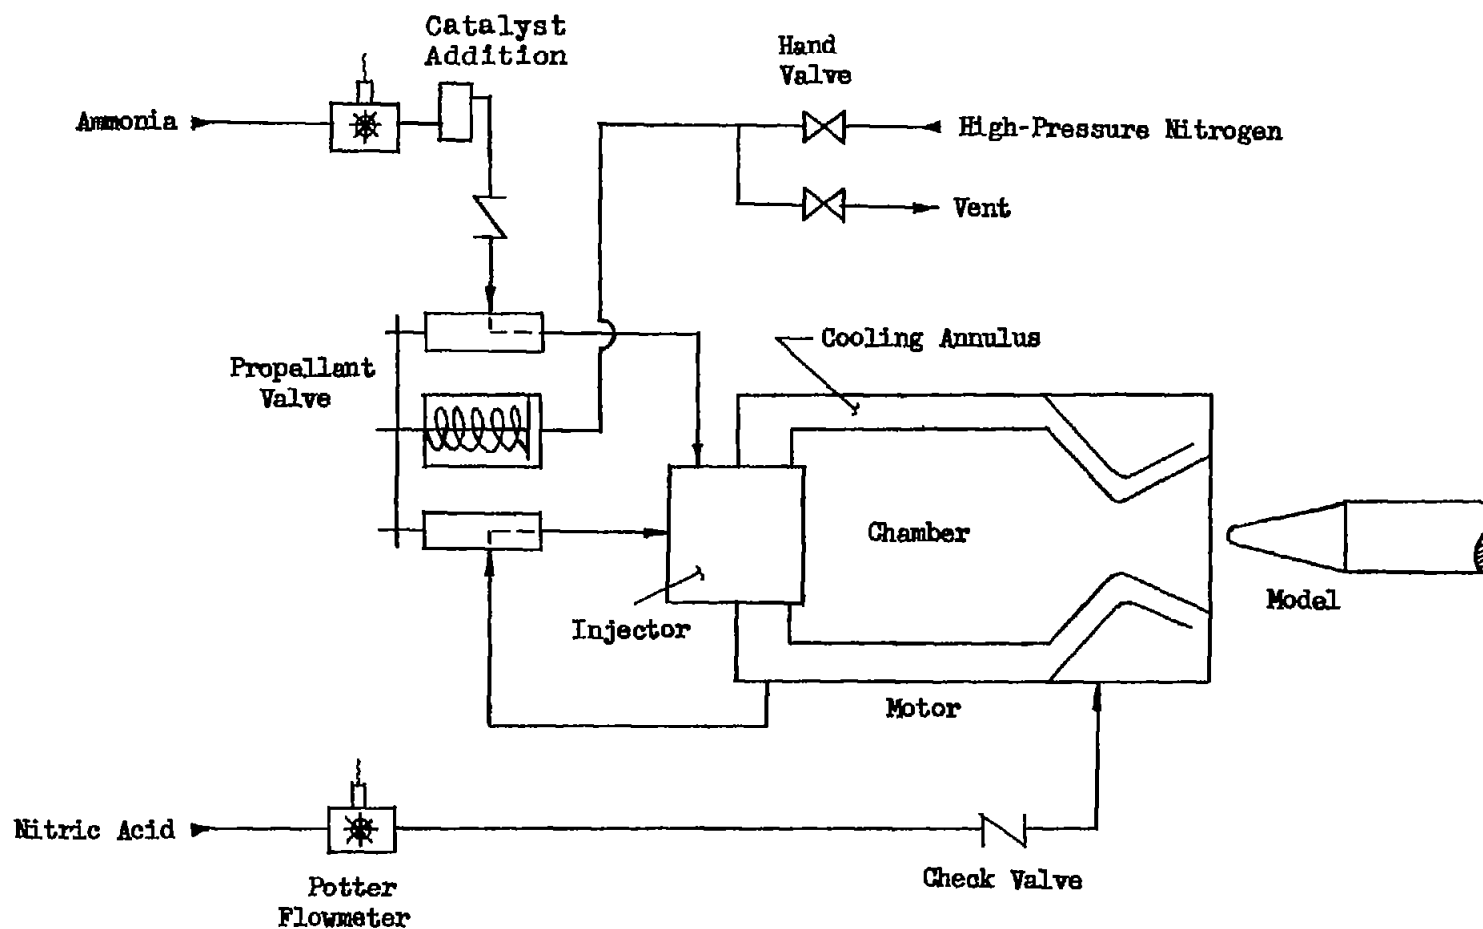 Catalyst
Addition
Hand
Valve
Ammonia
High-Pressure Nitrogen
Vent
Cooling Annulus
Propellant
Valve
Chamber
Injector
Model
Motor
Nitric Acid
Check Valve
Potter
Flowmeter